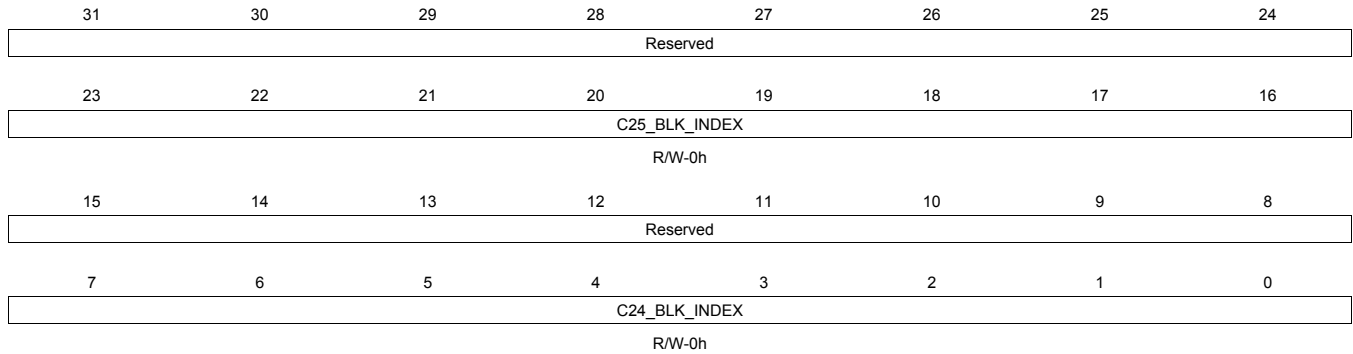 31 30 29 28 27 26 25 24
Reserved
23 22 21 20 19 18 17 16
C25_BLK_INDEX
R/W-0h
15 14 13 12 11 10 9 8
Reserved
7 6 5 4 3 2 1 0
C24_BLK_INDEX
R/W-0h